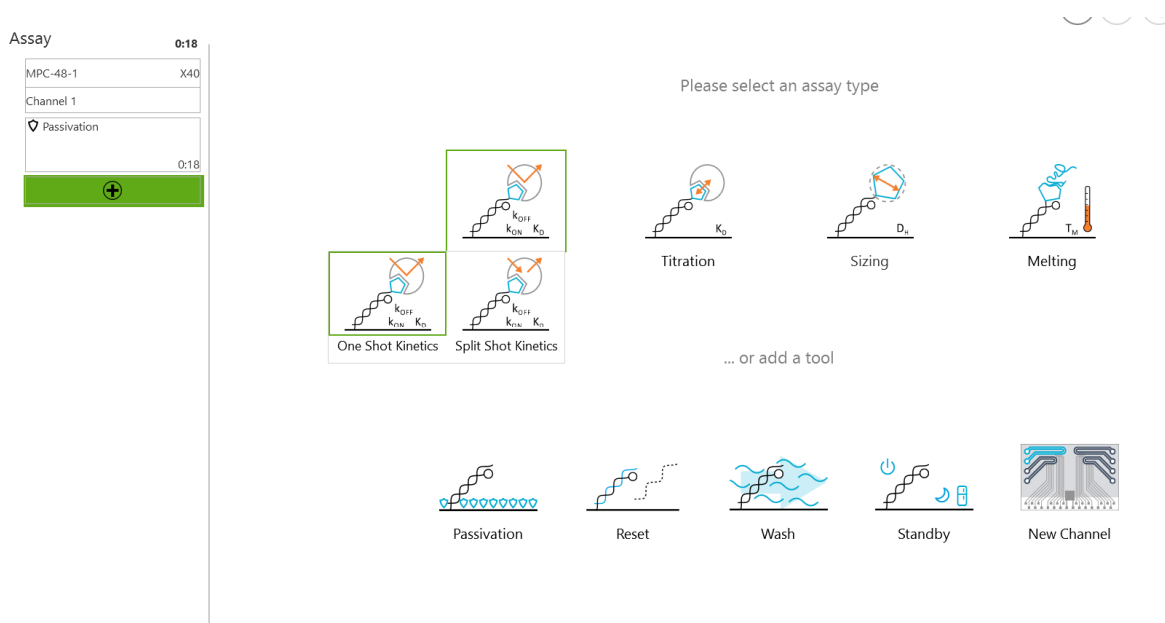 Assay
0:18
MPC-48-1 X40
Channel 1
Passivation
0:18
Please select an assay type
kOFF
kON KD
KD
DH
TM
Titration
Sizing
Melting
kOFF
kON KD
kOFF
kON KD
One Shot Kinetics
Split Shot Kinetics
... or add a tool
Passivation
Reset
Wash
Standby
New Channel